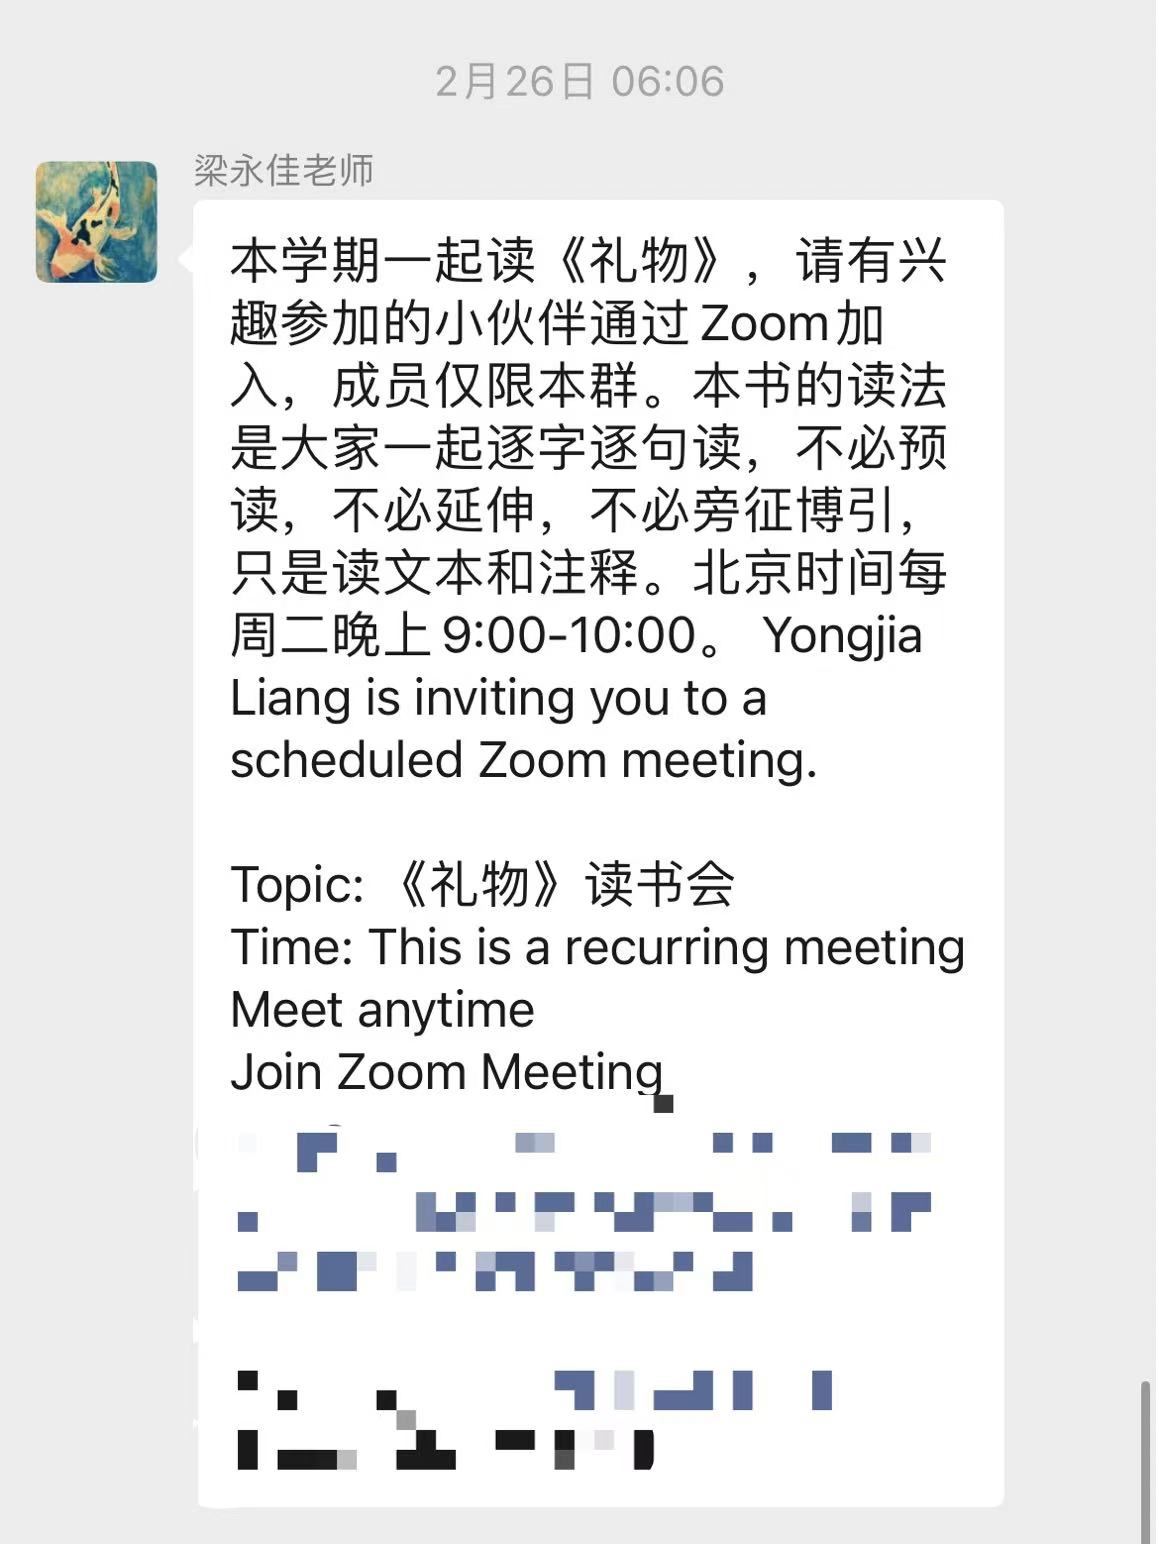 2月26日 06:06
梁永佳老师
本学期一起读《礼物》，请有兴
趣参加的小伙伴通过Zoom加
入，成员仅限本群。本书的读法
是大家一起逐字逐句读，不必预
读，不必延伸，不必旁征博引，
只是读文本和注释。北京时间每
周二晚上9:00-10:00。 Yongjia
Liang is inviting you to a
scheduled Zoom meeting.
Topic: 《礼物》读书会
Time: This is a recurring meeting
Meet anytime
Join Zoom Meeting